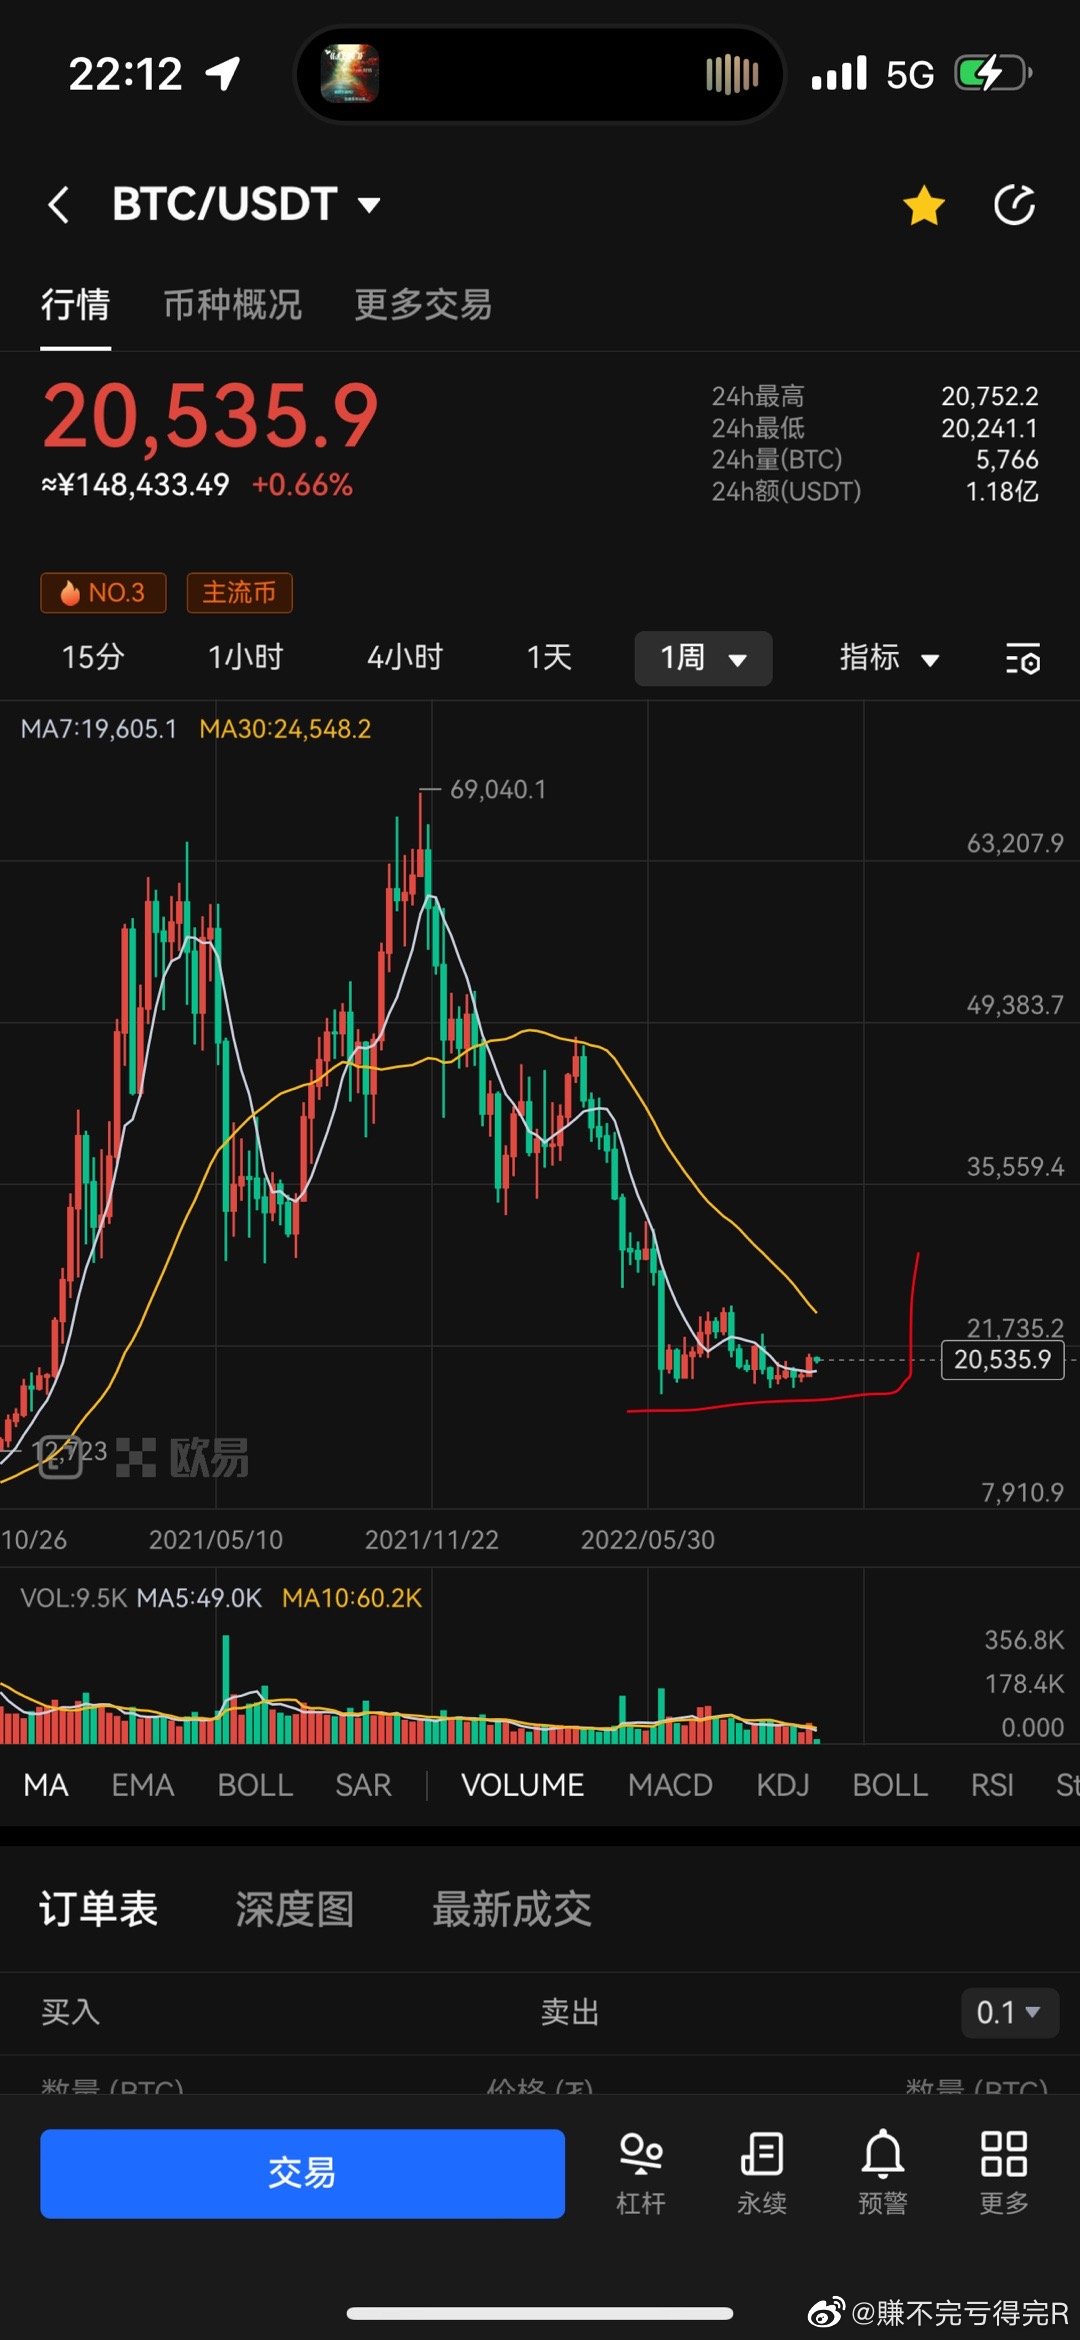 22:12 5G
BTC/USDT
行情 币种概况 更多交易
20,535.9
≈¥148,433.49 +0.66%
24h最高 20,752.2
24h最低 20,241.1
24h量(BTC) 5,766
24h额(USDT) 1.18亿
NO.3 主流币
15分 1小时 4小时 1天 1周 指标
MA7:19,605.1 MA30:24,548.2
69,040.1
63,207.9
49,383.7
35,559.4
21,735.2
20,535.9
12,723 欧易
7,910.9
10/26 2021/05/10 2021/11/22 2022/05/30
VOL:9.5K MA5:49.0K MA10:60.2K
356.8K
178.4K
0.000
MA EMA BOLL SAR VOLUME MACD KDJ BOLL RSI St
订单表 深度图 最新成交
买入 卖出 0.1
数量 (BTC) 价格 (₮) 数量 (BTC)
交易 杠杆 永续 预警 更多
@赚不完亏得完R